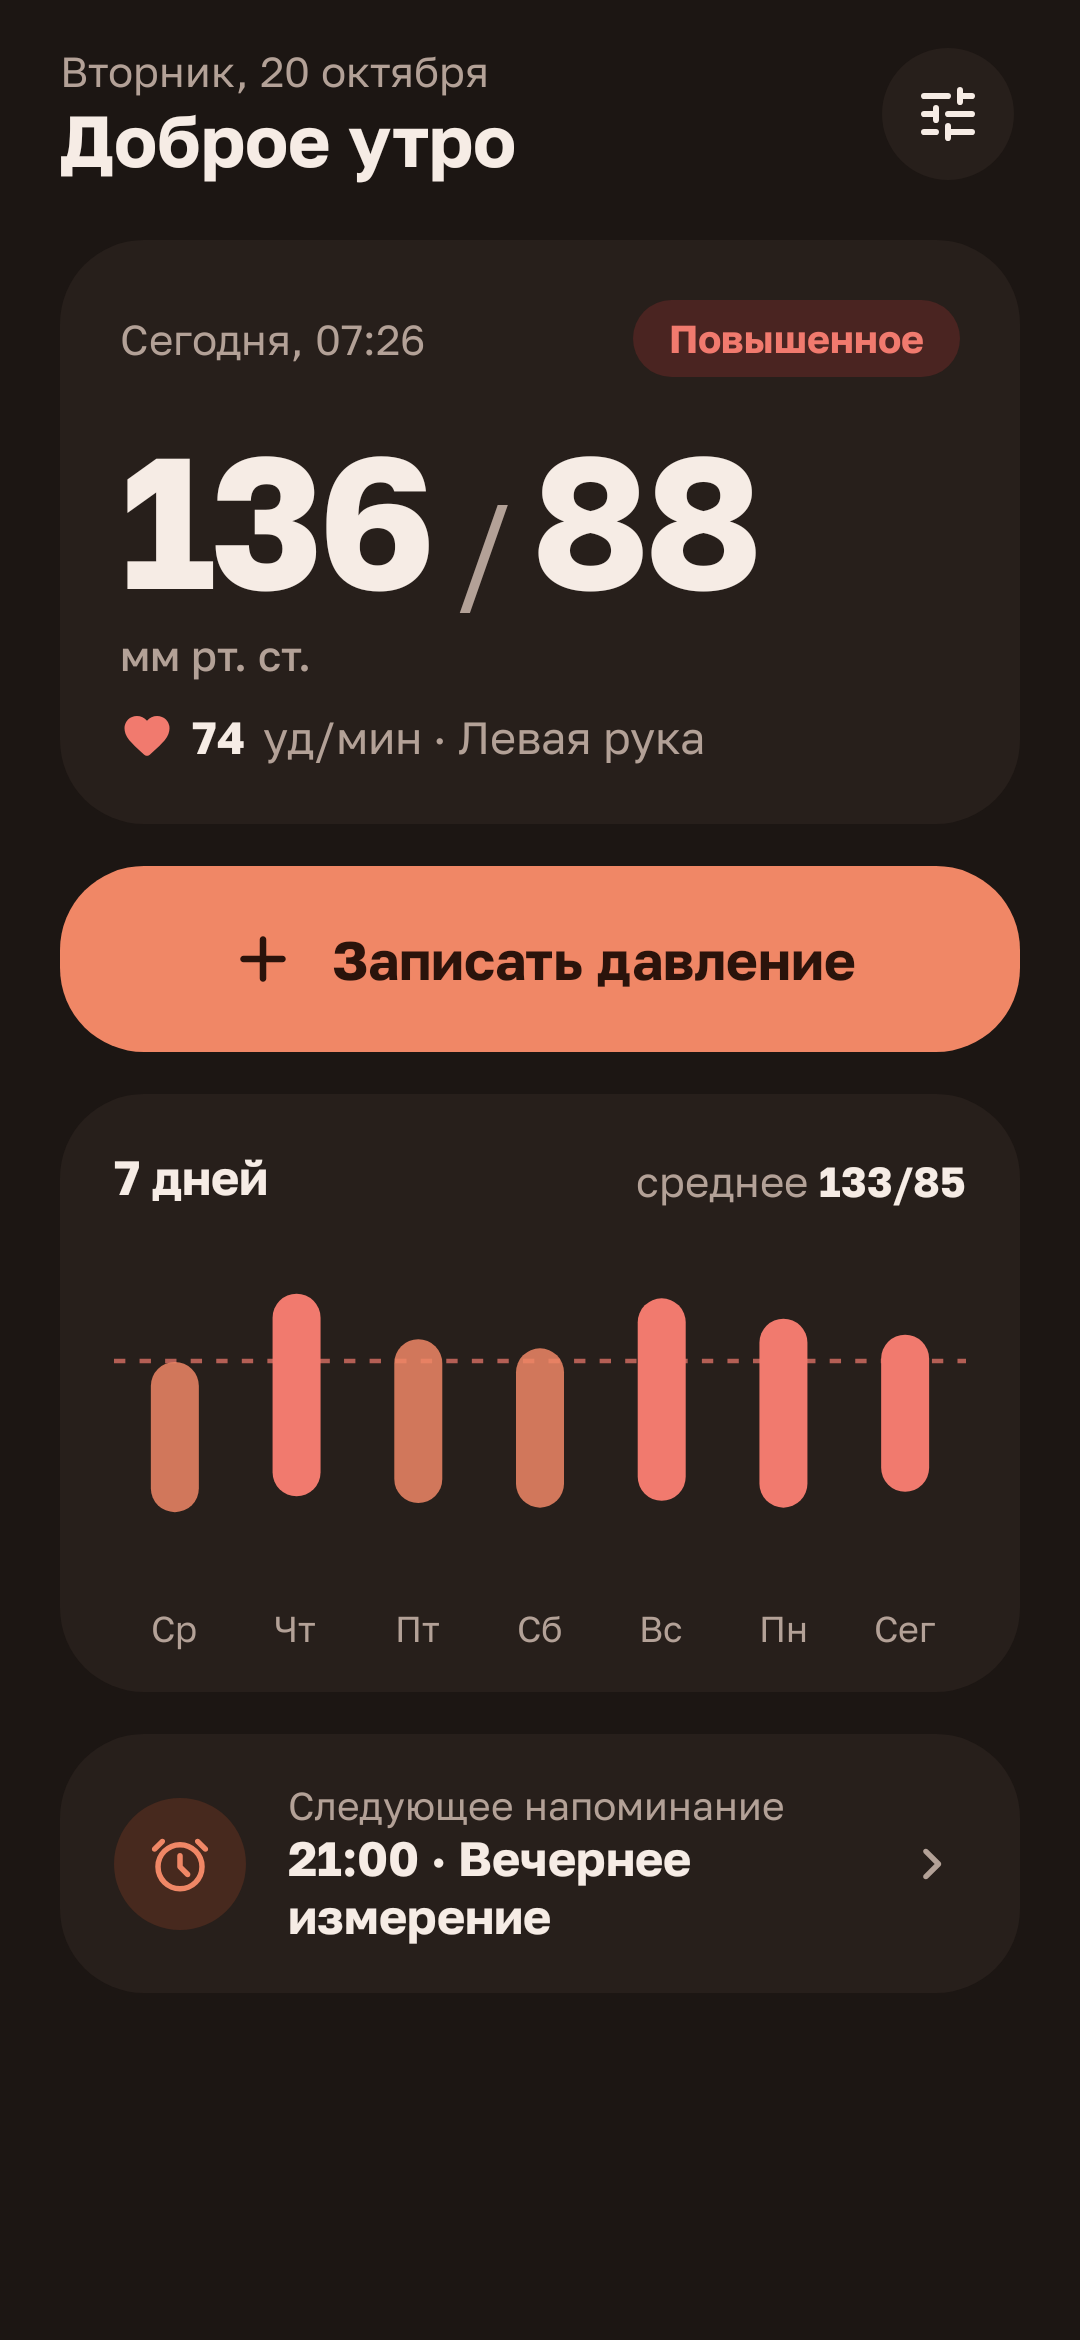 Вторник, 20 октября
Доброе утро
Сегодня, 07:26
Повышенное
136 / 88
мм рт. ст.
74 уд/мин · Левая рука
Записать давление
7 дней
среднее 133/85
Ср Чт Пт Сб Вс Пн Сег
Следующее напоминание
21:00 · Вечернее
измерение